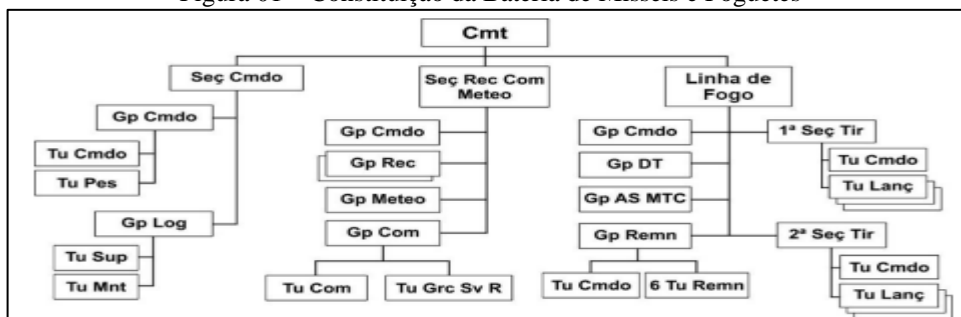 Figura 01 – Constituição da Bateria de Mísseis e Foguetes
Cmt
Seç Cmdo
Gp Cmdo
Tu Cmdo
Tu Pes
Gp Log
Tu Sup
Tu Mnt
Seç Rec Com
Meteo
Gp Cmdo
Gp Rec
Gp Meteo
Gp Com
Tu Com
Tu Grc Sv R
Linha de
Fogo
Gp Cmdo
Gp DT
Gp AS MTC
Gp Remn
Tu Cmdo
6 Tu Remn
1ª Seç Tir
Tu Cmdo
Tu Lanç
2ª Seç Tir
Tu Cmdo
Tu Lanç